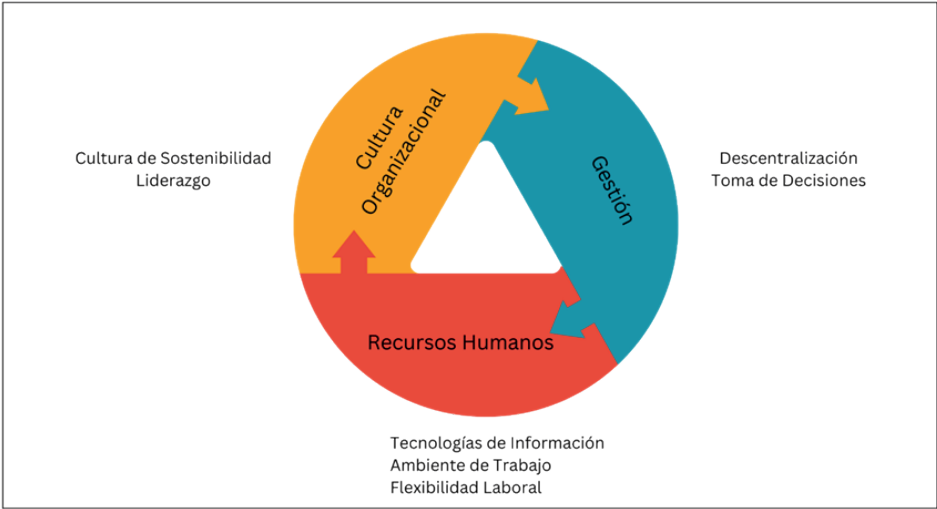 Cultura
Organizacional
Cultura de Sostenibilidad
Liderazgo
Gestión
Descentralización
Toma de Decisiones
Recursos Humanos
Tecnologías de Información
Ambiente de Trabajo
Flexibilidad Laboral